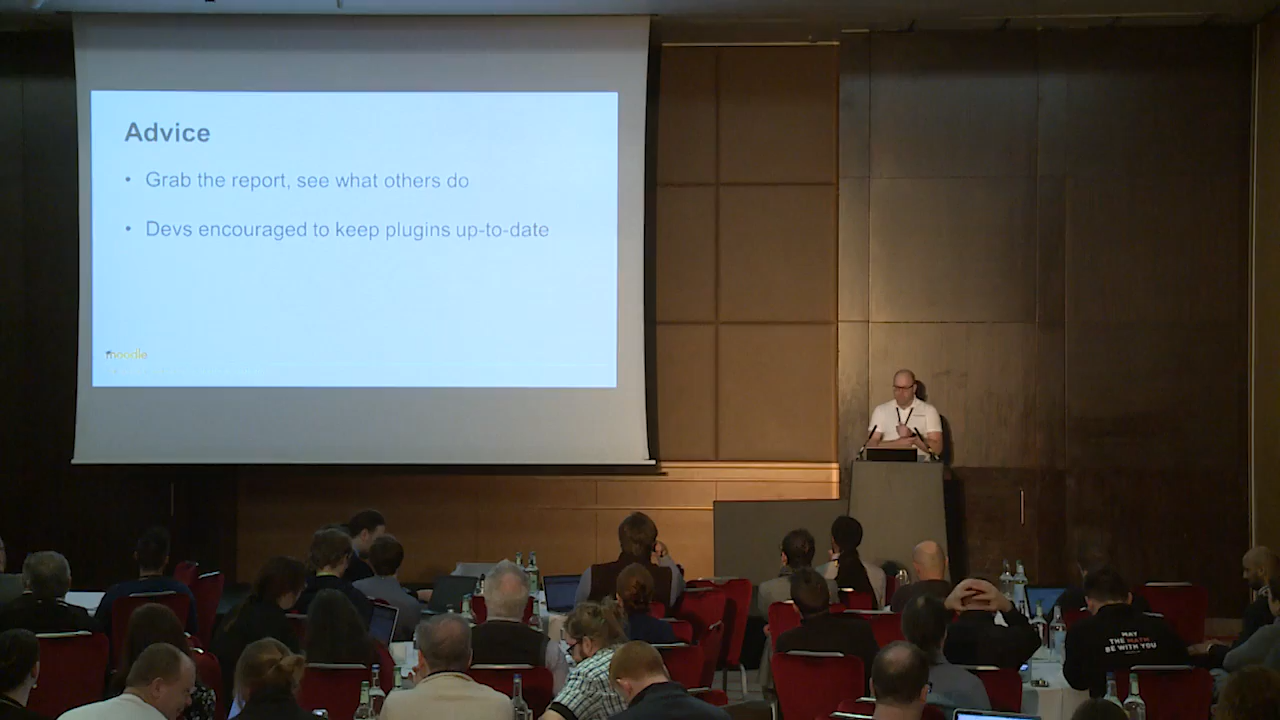 Advice
• Grab the report, see what others do
• Devs encouraged to keep plugins up-to-date
moodle
MAY
THE MATH
BE WITH YOU